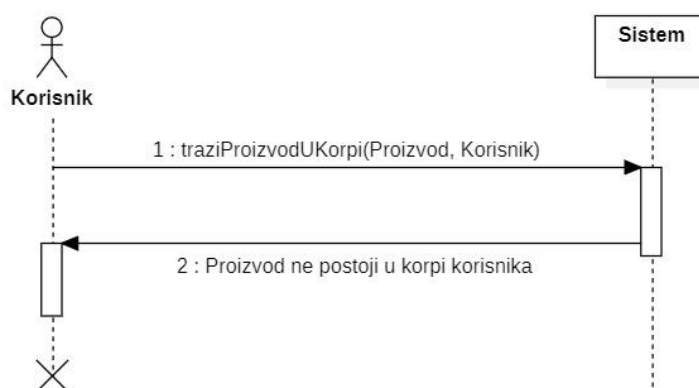 Korisnik
Sistem
1 : traziProizvodUKorpi(Proizvod, Korisnik)
2 : Proizvod ne postoji u korpi korisnika